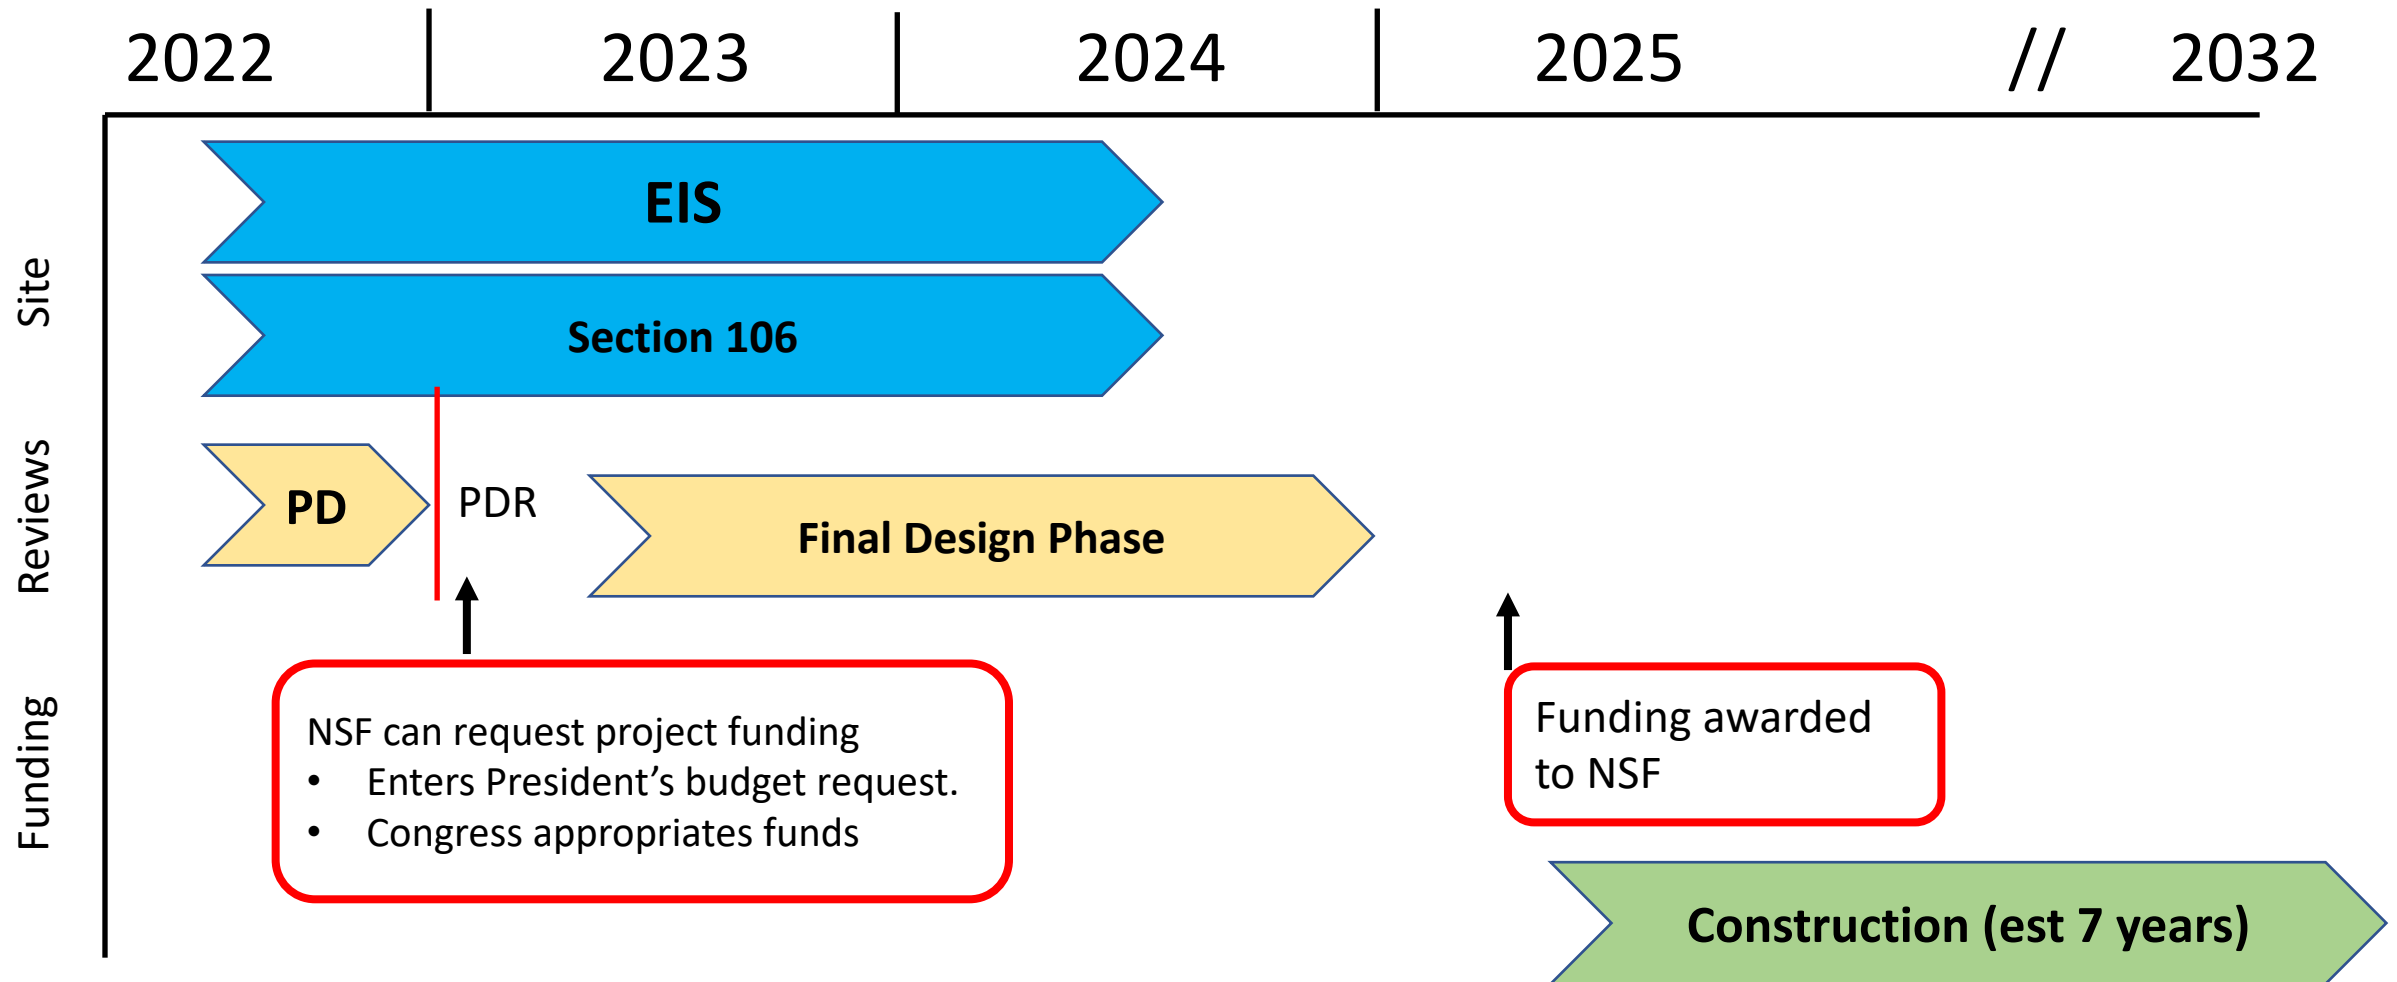 2022 2023 2024 2025 // 2032
EIS
Site
Section 106
Reviews
PD
PDR
Final Design Phase
Funding
NSF can request project funding
• Enters President’s budget request.
• Congress appropriates funds
Funding awarded
to NSF
Construction (est 7 years)